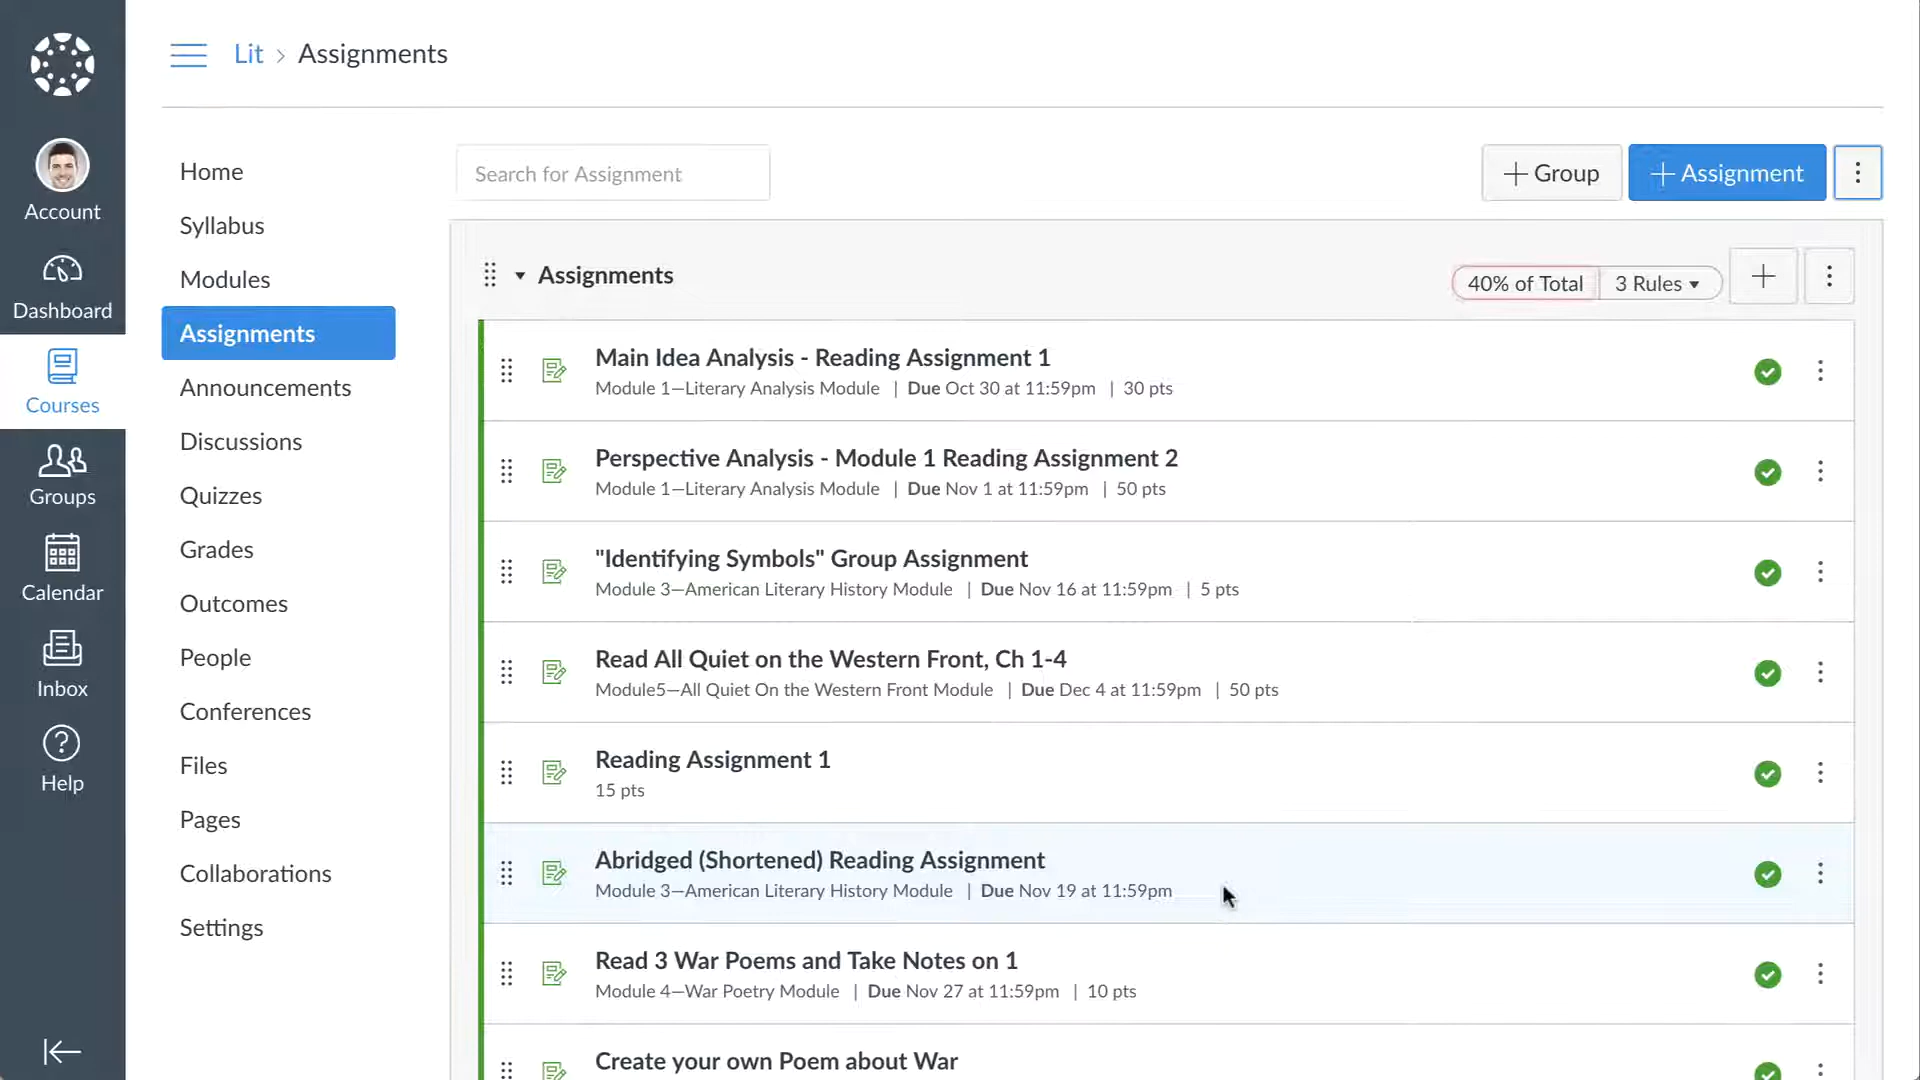 Lit > Assignments
Account
Dashboard
Courses
Groups
Calendar
Inbox
Help
Home
Syllabus
Modules
Assignments
Announcements
Discussions
Quizzes
Grades
Outcomes
People
Conferences
Files
Pages
Collaborations
Settings
Search for Assignment
+ Group
+ Assignment
Assignments
40% of Total
3 Rules
Main Idea Analysis - Reading Assignment 1
Module 1—Literary Analysis Module | Due Oct 30 at 11:59pm | 30 pts
Perspective Analysis - Module 1 Reading Assignment 2
Module 1—Literary Analysis Module | Due Nov 1 at 11:59pm | 50 pts
"Identifying Symbols" Group Assignment
Module 3—American Literary History Module | Due Nov 16 at 11:59pm | 5 pts
Read All Quiet on the Western Front, Ch 1-4
Module5—All Quiet On the Western Front Module | Due Dec 4 at 11:59pm | 50 pts
Reading Assignment 1
15 pts
Abridged (Shortened) Reading Assignment
Module 3—American Literary History Module | Due Nov 19 at 11:59pm
Read 3 War Poems and Take Notes on 1
Module 4—War Poetry Module | Due Nov 27 at 11:59pm | 10 pts
Create your own Poem about War